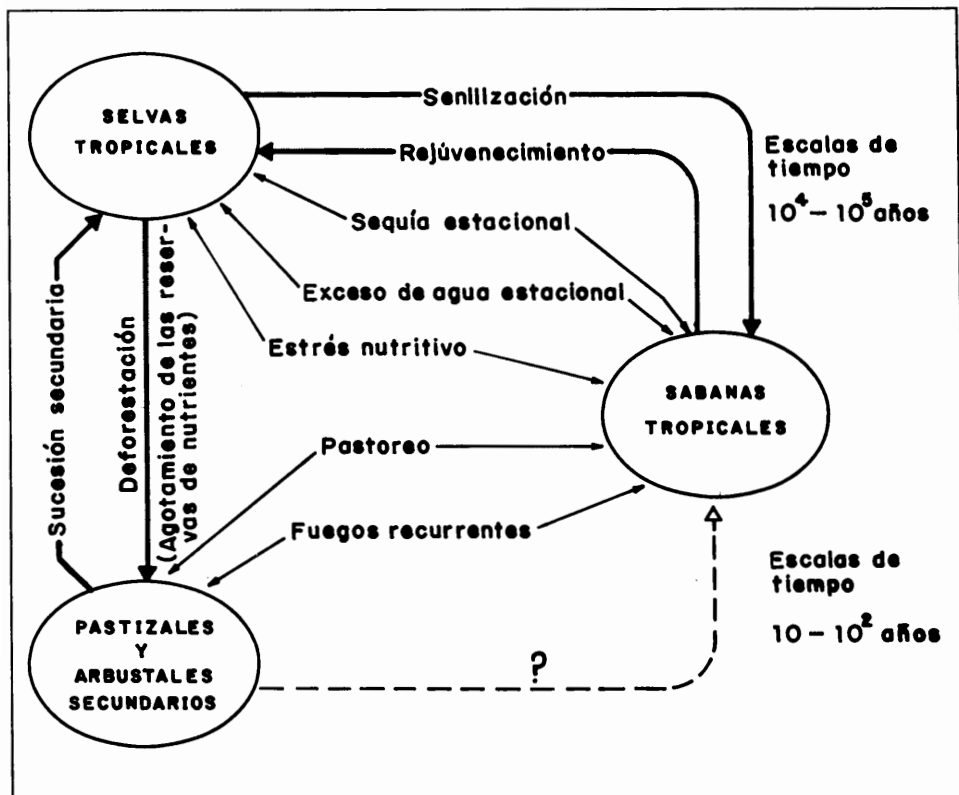 SELVAS
TROPICALES
Senilización
Rejúvenecimiento
Escalas de
tiempo
10⁴ – 10⁵ años
Sequía estacional
Exceso de agua estacional
Estrés nutritivo
SABANAS
TROPICALES
Sucesión secundaria
Deforestación
(Agotamiento de las reser-
vas de nutrientes)
Pastoreo
Fuegos recurrentes
Escalas de
tiempo
10 – 10² años
PASTIZALES
Y
ARBUSTALES
SECUNDARIOS
?